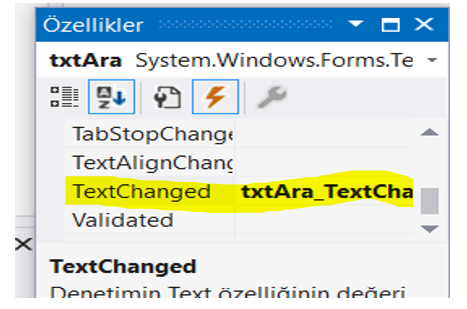 Özellikler
txtAra System.Windows.Forms.Te
TabStopChange
TextAlignChang
TextChanged txtAra_TextCha
Validated
TextChanged
Denetimin Text özelliğinin değeri